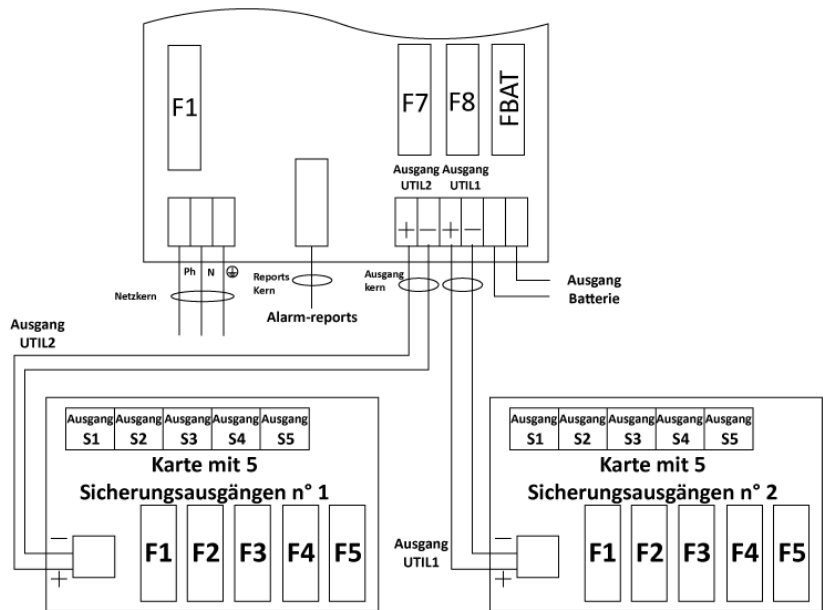 F1
F7
F8
FBAT
Ausgang Ausgang
UTIL2 UTIL1
+ − + −
Ph N
Netzkern
Reports
Kern
Alarm-reports
Ausgang
kern
Ausgang
Batterie
Ausgang
UTIL2
Ausgang Ausgang Ausgang Ausgang Ausgang
S1 S2 S3 S4 S5
Karte mit 5
Sicherungsausgängen n° 1
−
+
F1 F2 F3 F4 F5
Ausgang
UTIL1
Ausgang Ausgang Ausgang Ausgang Ausgang
S1 S2 S3 S4 S5
Karte mit 5
Sicherungsausgängen n° 2
−
+
F1 F2 F3 F4 F5